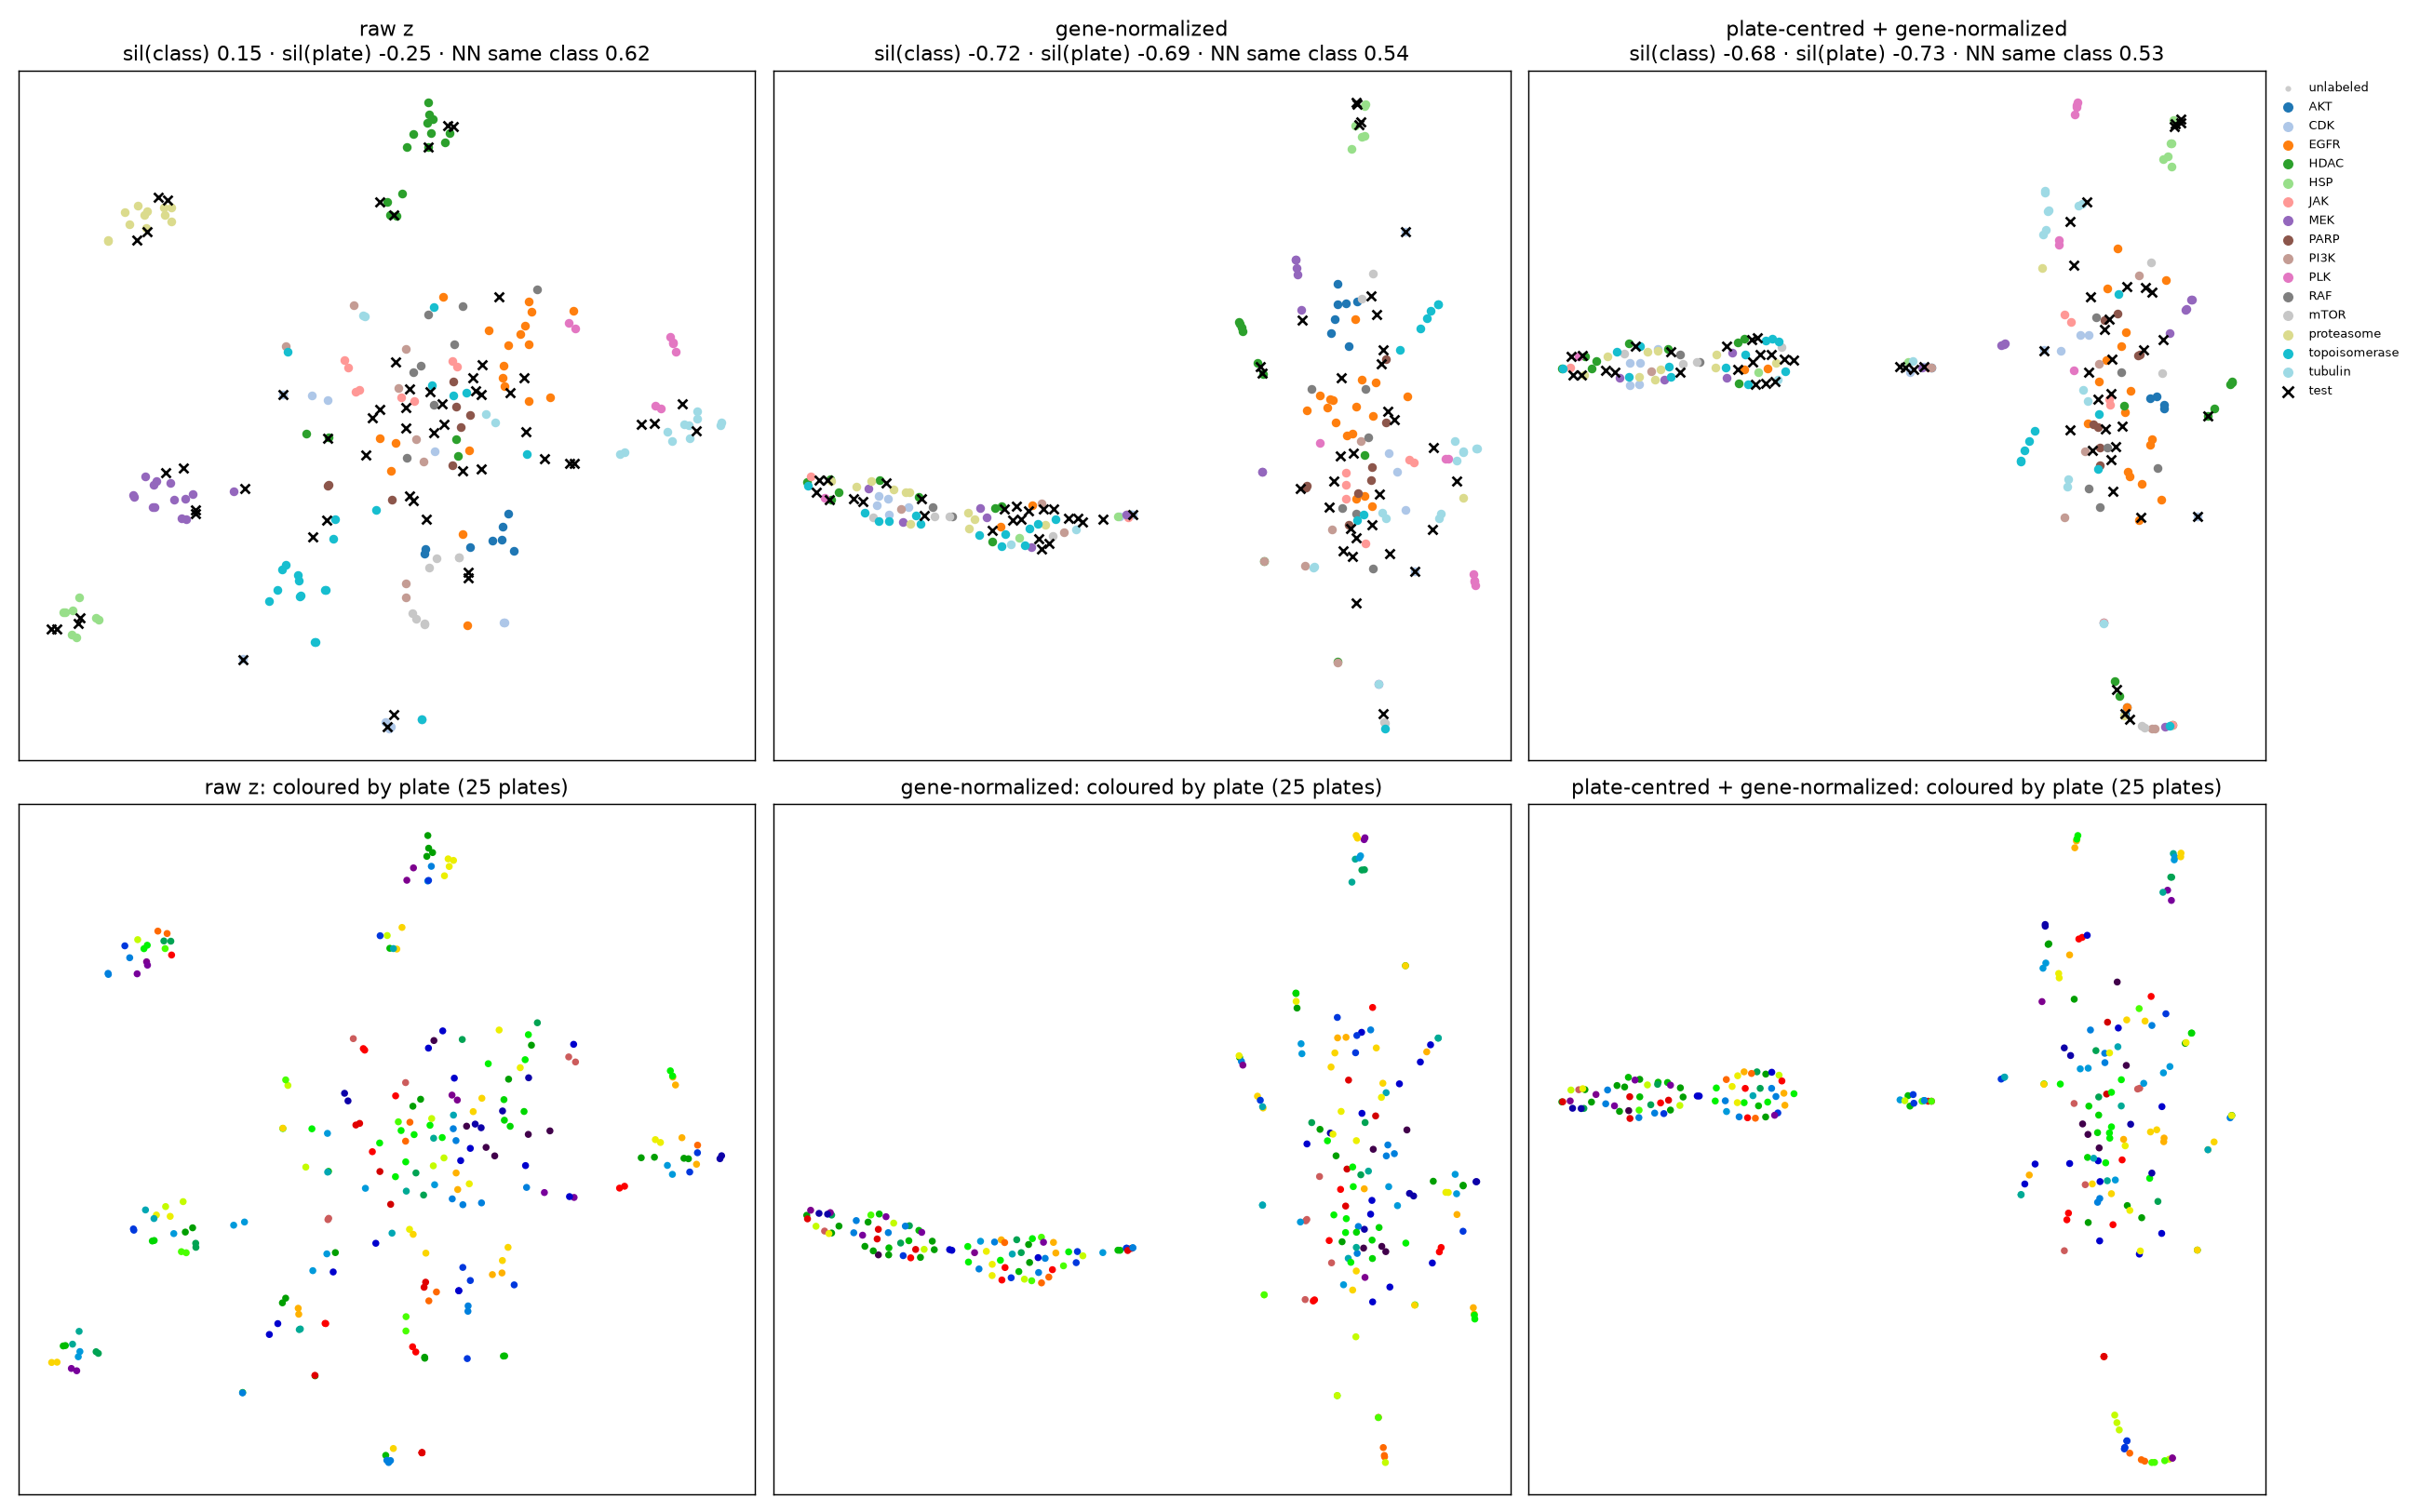 raw z
sil(class) 0.15 · sil(plate) -0.25 · NN same class 0.62
gene-normalized
sil(class) -0.72 · sil(plate) -0.69 · NN same class 0.54
plate-centred + gene-normalized
sil(class) -0.68 · sil(plate) -0.73 · NN same class 0.53
unlabeled
AKT
CDK
EGFR
HDAC
HSP
JAK
MEK
PARP
PI3K
PLK
RAF
mTOR
proteasome
topoisomerase
tubulin
test
raw z: coloured by plate (25 plates)
gene-normalized: coloured by plate (25 plates)
plate-centred + gene-normalized: coloured by plate (25 plates)